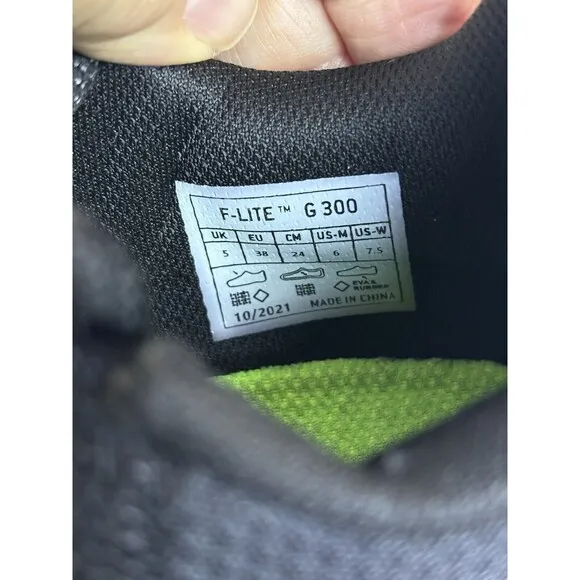 F-LITE™ G 300
UK EU CM US-M US-W
5 38 24 6 7.5
EVA &
RUBBER
10/2021 MADE IN CHINA